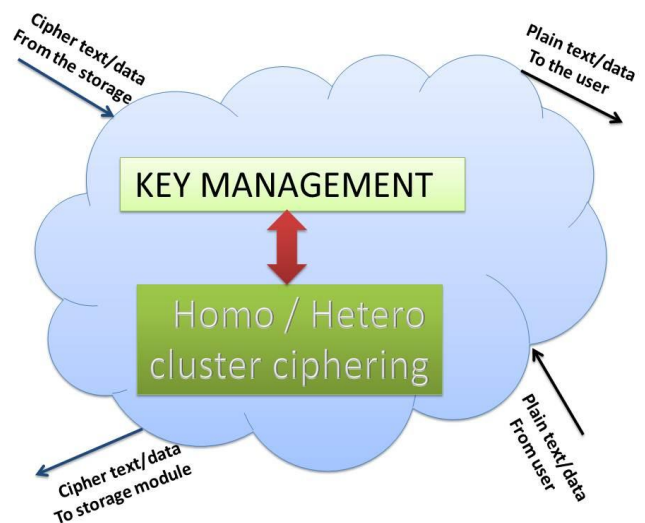 Cipher text/data
From the storage
Plain text/data
To the user
KEY MANAGEMENT
Homo / Hetero
cluster ciphering
Plain text/data
From user
Cipher text/data
To storage module